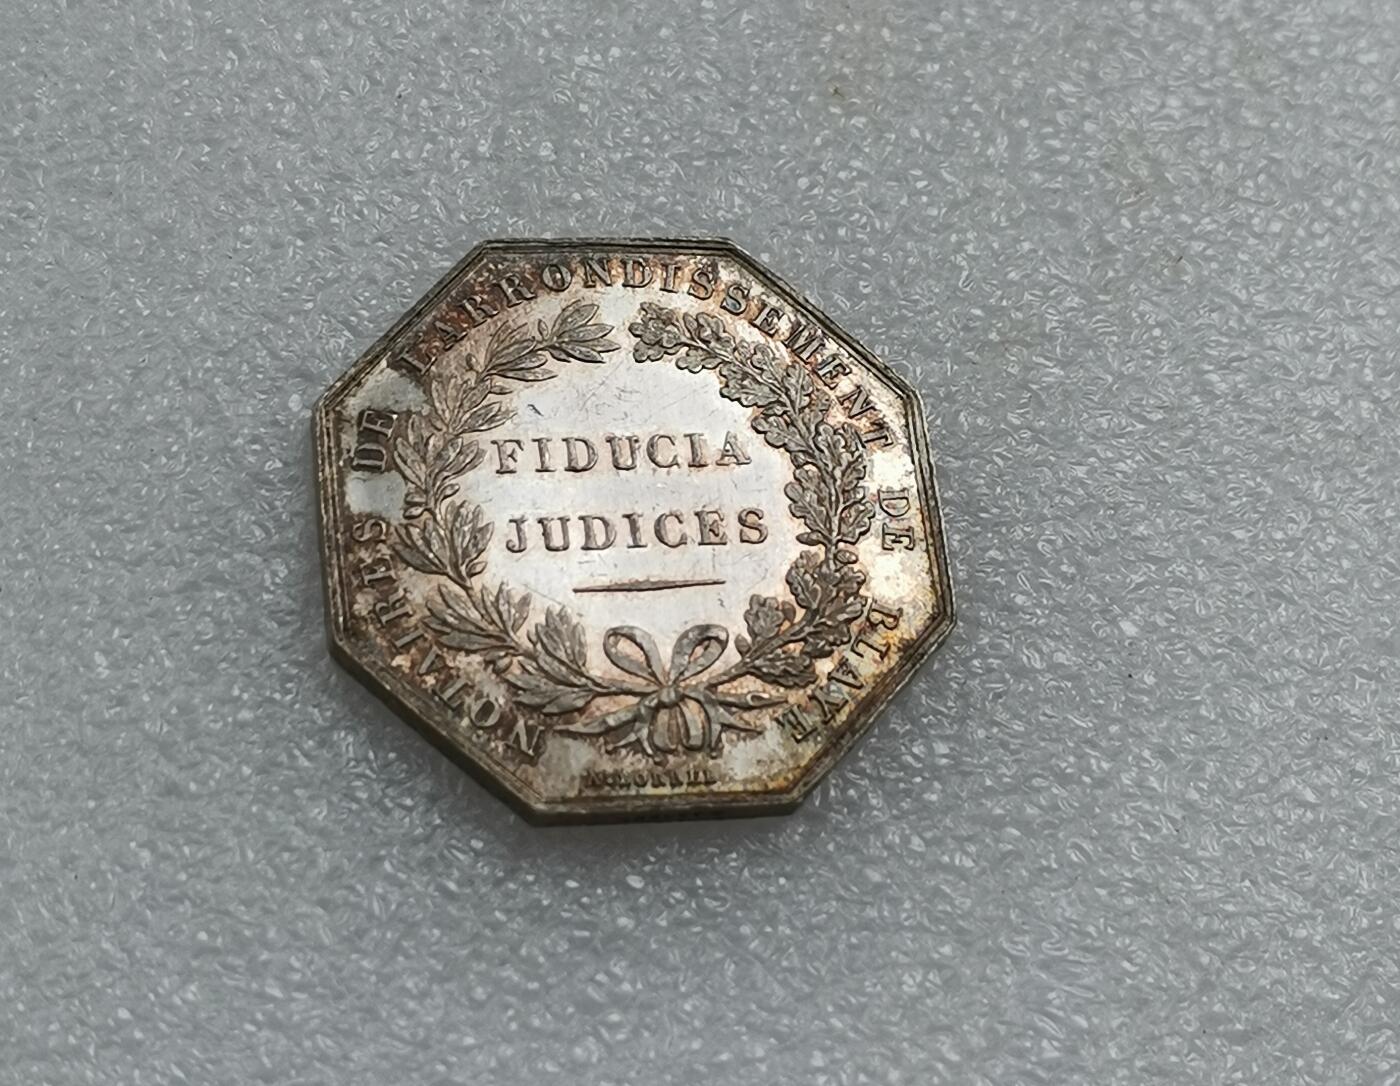 NOTAIRES DE L'ARRONDISSEMENT DE BLAYE
FIDUCIA
JUDICES